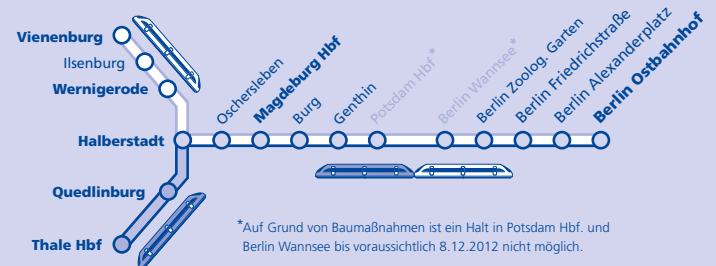 Vienenburg
Ilsenburg
Wernigerode
Halberstadt
Quedlinburg
Thale Hbf
Oschersleben
Magdeburg Hbf
Burg
Genthin
Potsdam Hbf *
Berlin Wannsee *
Berlin Zoolog. Garten
Berlin Friedrichstraße
Berlin Alexanderplatz
Berlin Ostbahnhof
*Auf Grund von Baumaßnahmen ist ein Halt in Potsdam Hbf. und
Berlin Wannsee bis voraussichtlich 8.12.2012 nicht möglich.